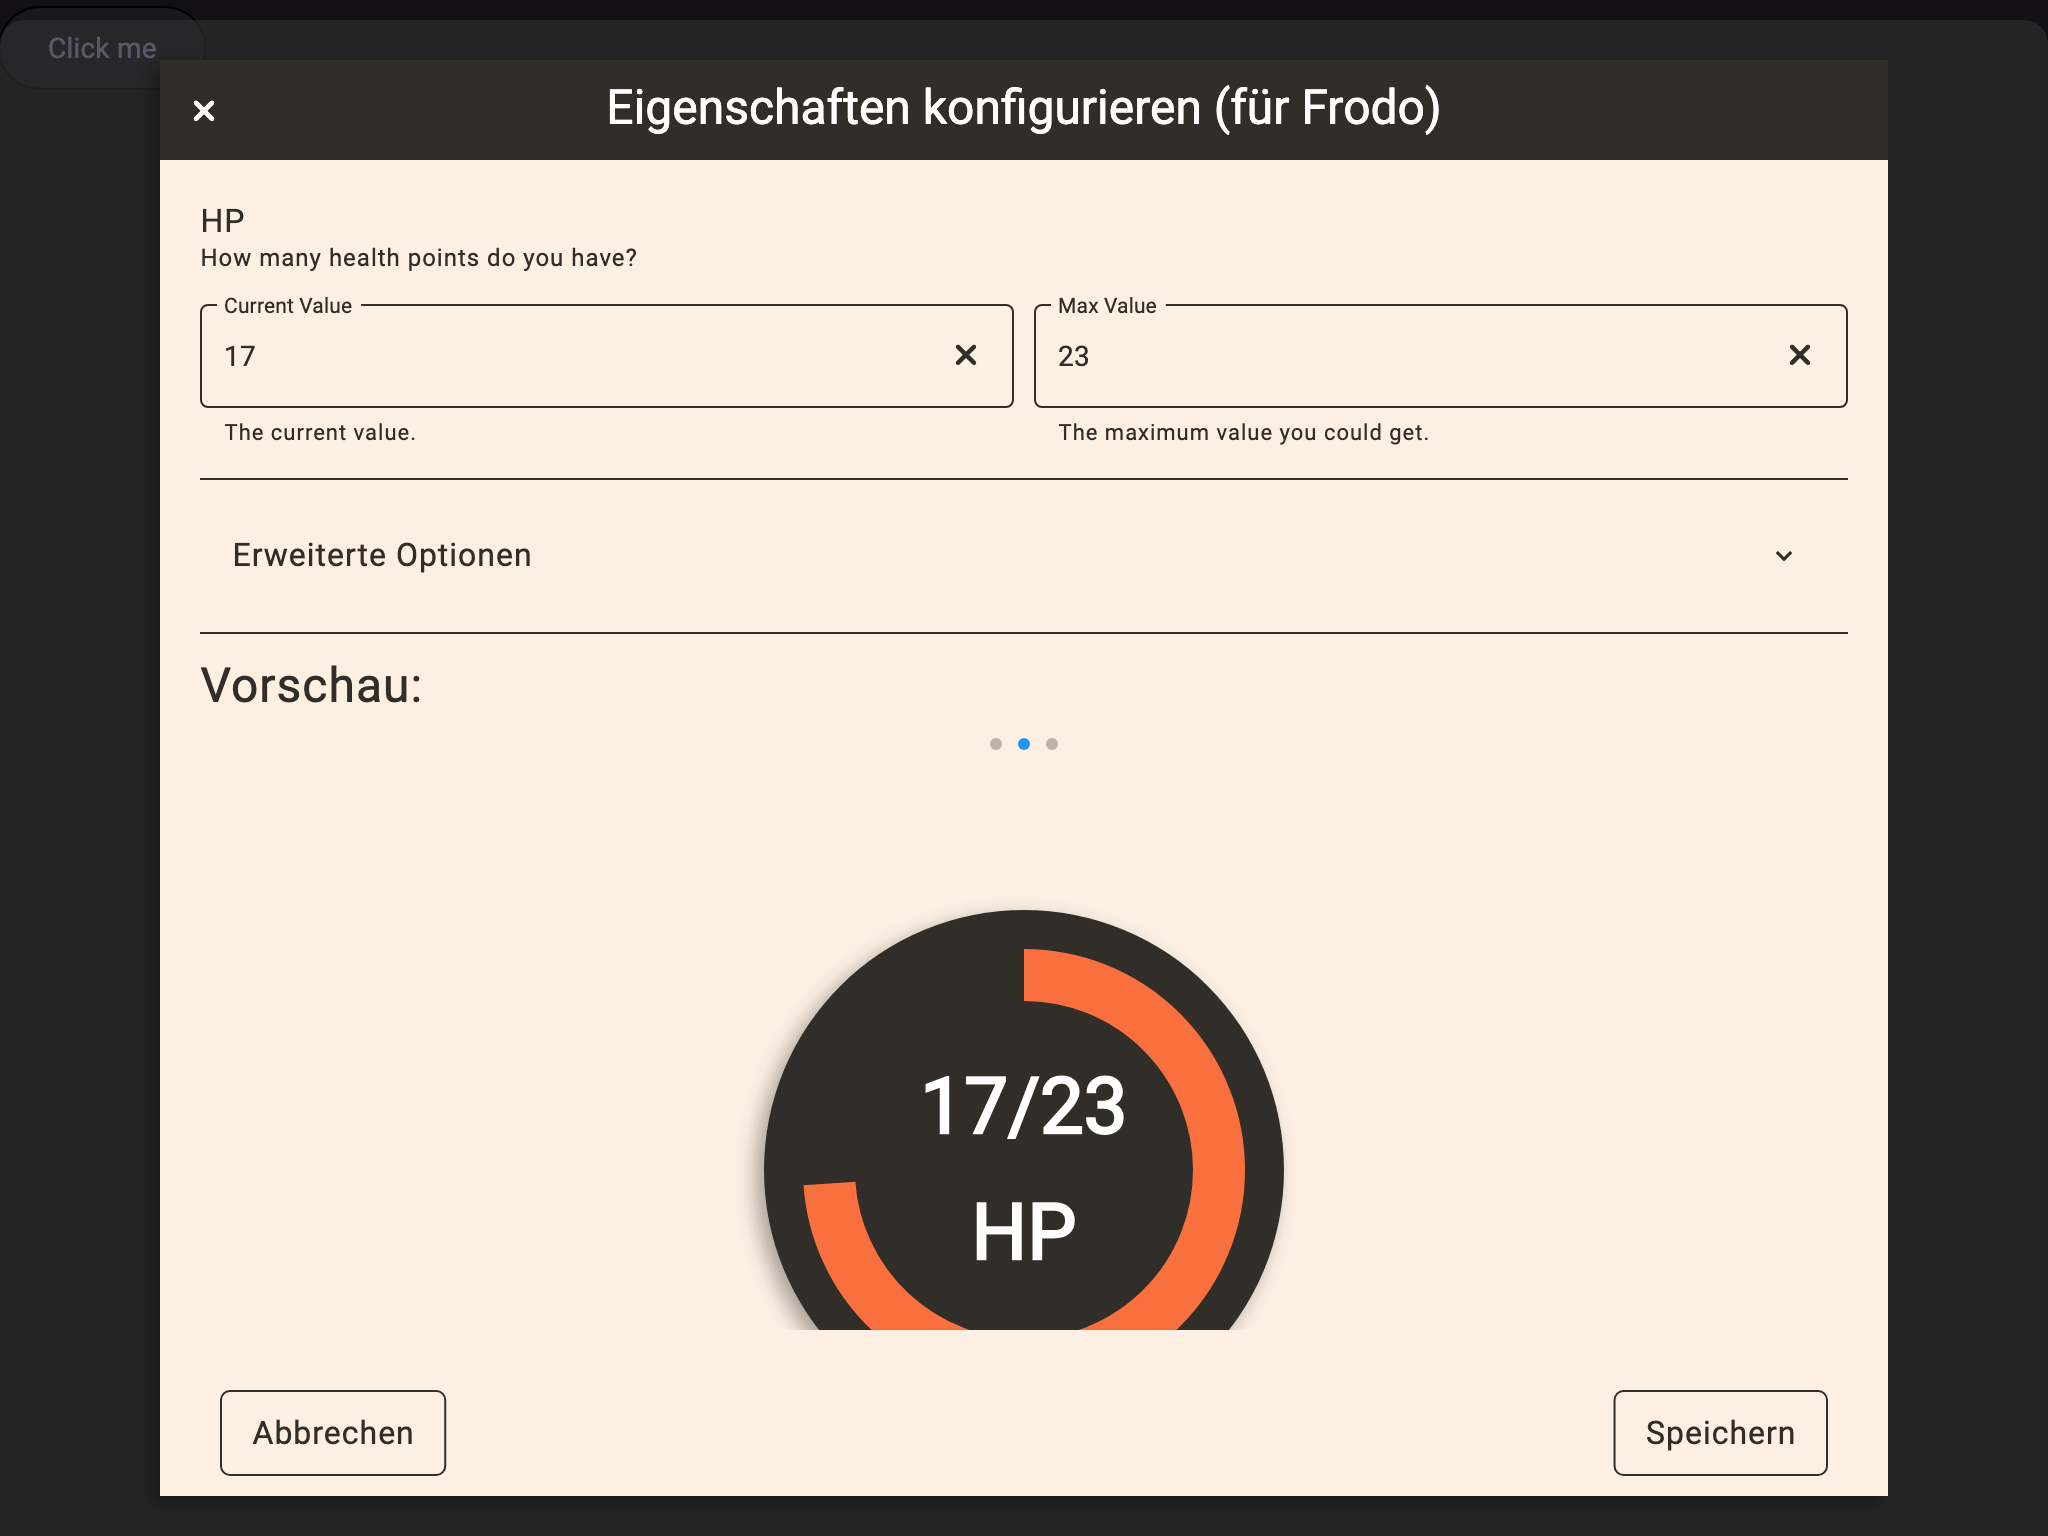 Click me
Eigenschaften konfigurieren (für Frodo)
HP
How many health points do you have?
Current Value
Max Value
17
23
The current value.
The maximum value you could get.
Erweiterte Optionen
Vorschau:
17/23
HP
Abbrechen
Speichern